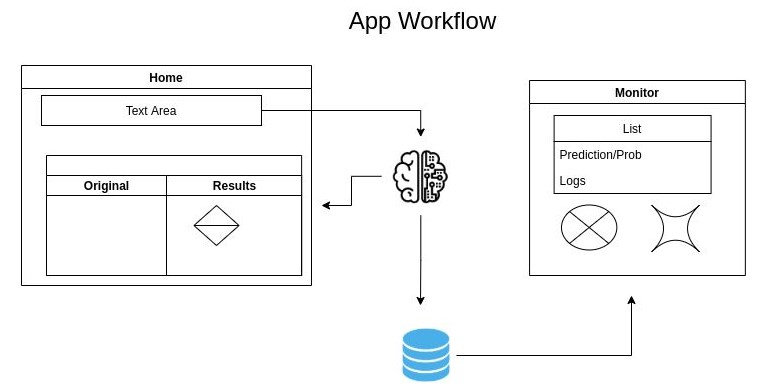 App Workflow
Home
Text Area
Original
Results
Monitor
List
Prediction/Prob
Logs